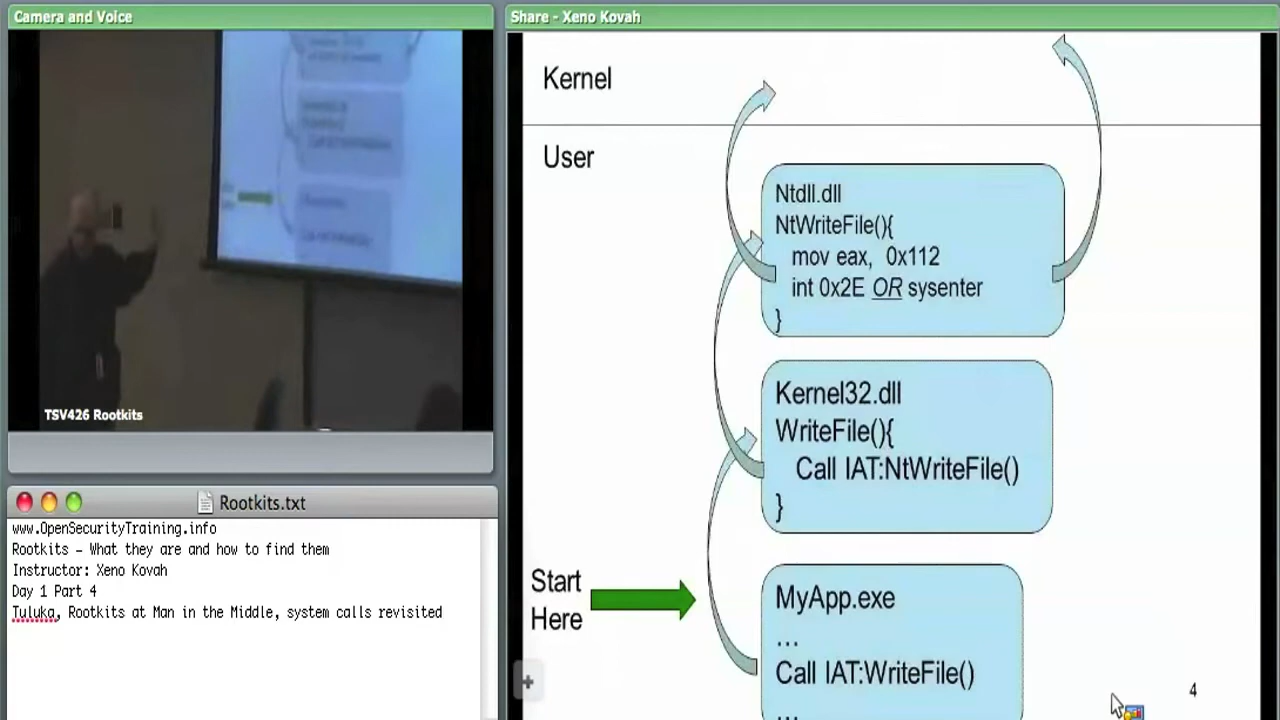 Camera and Voice
TSV426 Rootkits
Rootkits.txt
www.OpenSecurityTraining.info
Rootkits – What they are and how to find them
Instructor: Xeno Kovah
Day 1 Part 4
Tuluka, Rootkits at Man in the Middle, system calls revisited
Share - Xeno Kovah
Kernel
User
Ntdll.dll
NtWriteFile(){
mov eax, 0x112
int 0x2E OR sysenter
}
Kernel32.dll
WriteFile(){
Call IAT:NtWriteFile()
}
Start
Here
MyApp.exe
…
Call IAT:WriteFile()
…
4